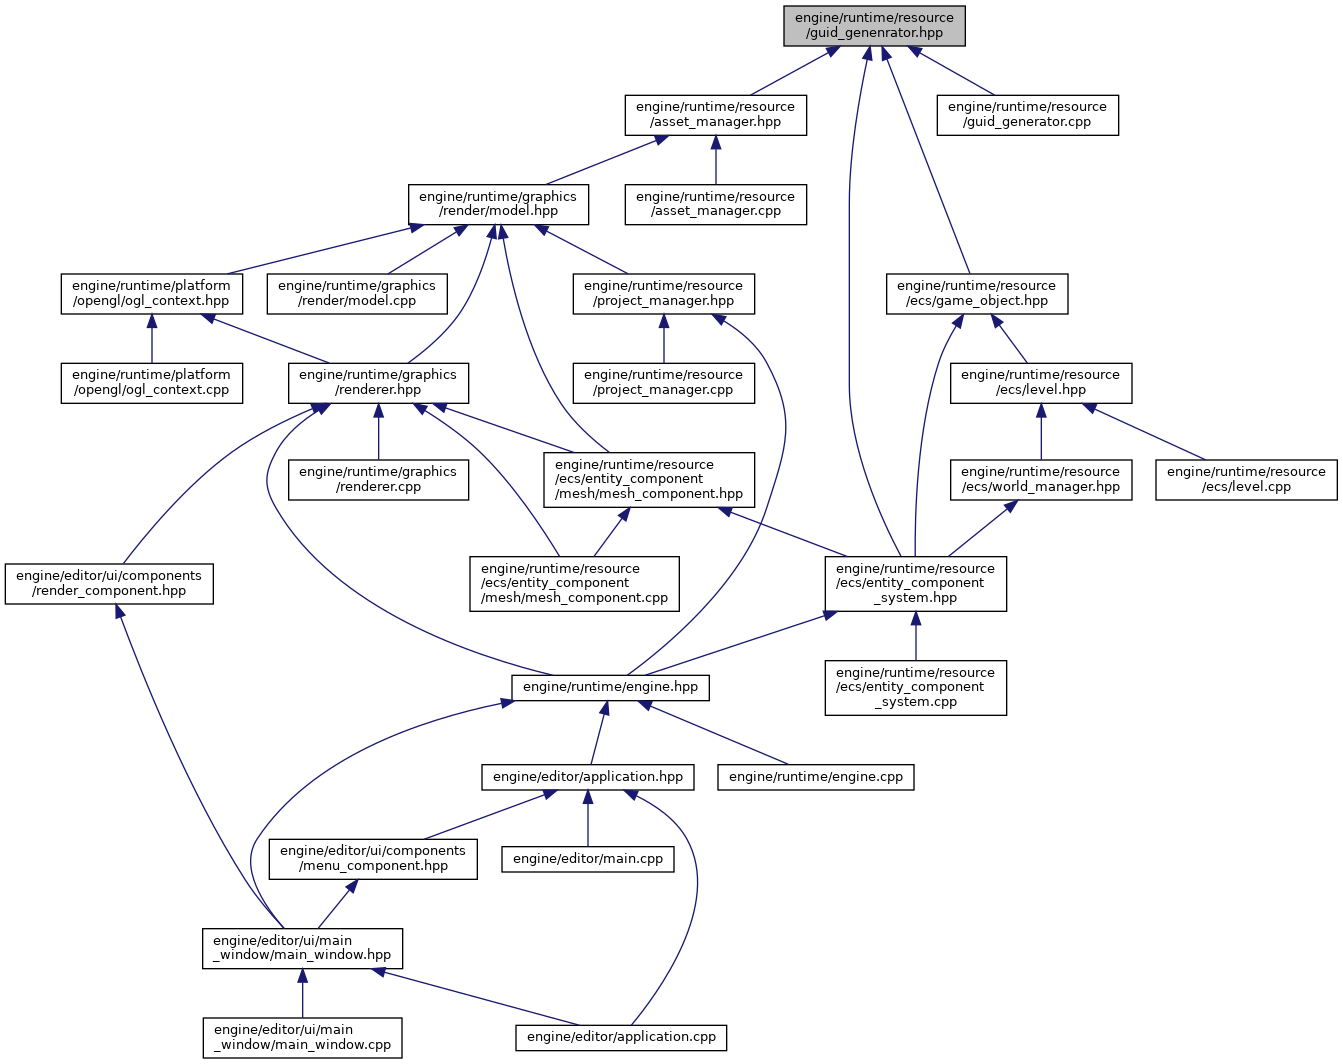 engine/runtime/resource
/guid_genenrator.hpp
engine/runtime/resource
/asset_manager.hpp
engine/runtime/resource
/guid_generator.cpp
engine/runtime/graphics
/render/model.hpp
engine/runtime/resource
/asset_manager.cpp
engine/runtime/platform
/opengl/ogl_context.hpp
engine/runtime/graphics
/render/model.cpp
engine/runtime/resource
/project_manager.hpp
engine/runtime/resource
/ecs/game_object.hpp
engine/runtime/platform
/opengl/ogl_context.cpp
engine/runtime/graphics
/renderer.hpp
engine/runtime/resource
/project_manager.cpp
engine/runtime/resource
/ecs/level.hpp
engine/runtime/graphics
/renderer.cpp
engine/runtime/resource
/ecs/entity_component
/mesh/mesh_component.hpp
engine/runtime/resource
/ecs/world_manager.hpp
engine/runtime/resource
/ecs/level.cpp
engine/editor/ui/components
/render_component.hpp
engine/runtime/resource
/ecs/entity_component
/mesh/mesh_component.cpp
engine/runtime/resource
/ecs/entity_component
_system.hpp
engine/runtime/engine.hpp
engine/runtime/resource
/ecs/entity_component
_system.cpp
engine/editor/application.hpp
engine/runtime/engine.cpp
engine/editor/ui/components
/menu_component.hpp
engine/editor/main.cpp
engine/editor/ui/main
_window/main_window.hpp
engine/editor/ui/main
_window/main_window.cpp
engine/editor/application.cpp